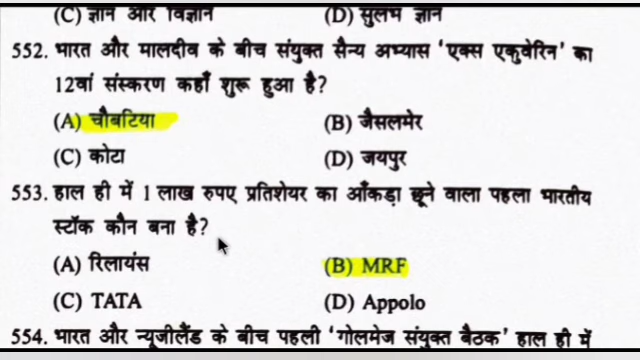 (C) ज्ञान और विज्ञान (D) सुलभ ज्ञान
552. भारत और मालदीव के बीच संयुक्त सैन्य अभ्यास 'एक्स एकुवेरिन' का
12वां संस्करण कहाँ शुरू हुआ है?
(A) चौबटिया (B) जैसलमेर
(C) कोटा (D) जयपुर
553. हाल ही में 1 लाख रुपए प्रतिशेयर का आँकड़ा छूने वाला पहला भारतीय
स्टॉक कौन बना है?
(A) रिलायंस (B) MRF
(C) TATA (D) Appolo
554. भारत और न्यूजीलैंड के बीच पहली 'गोलमेज संयुक्त बैठक' हाल ही में